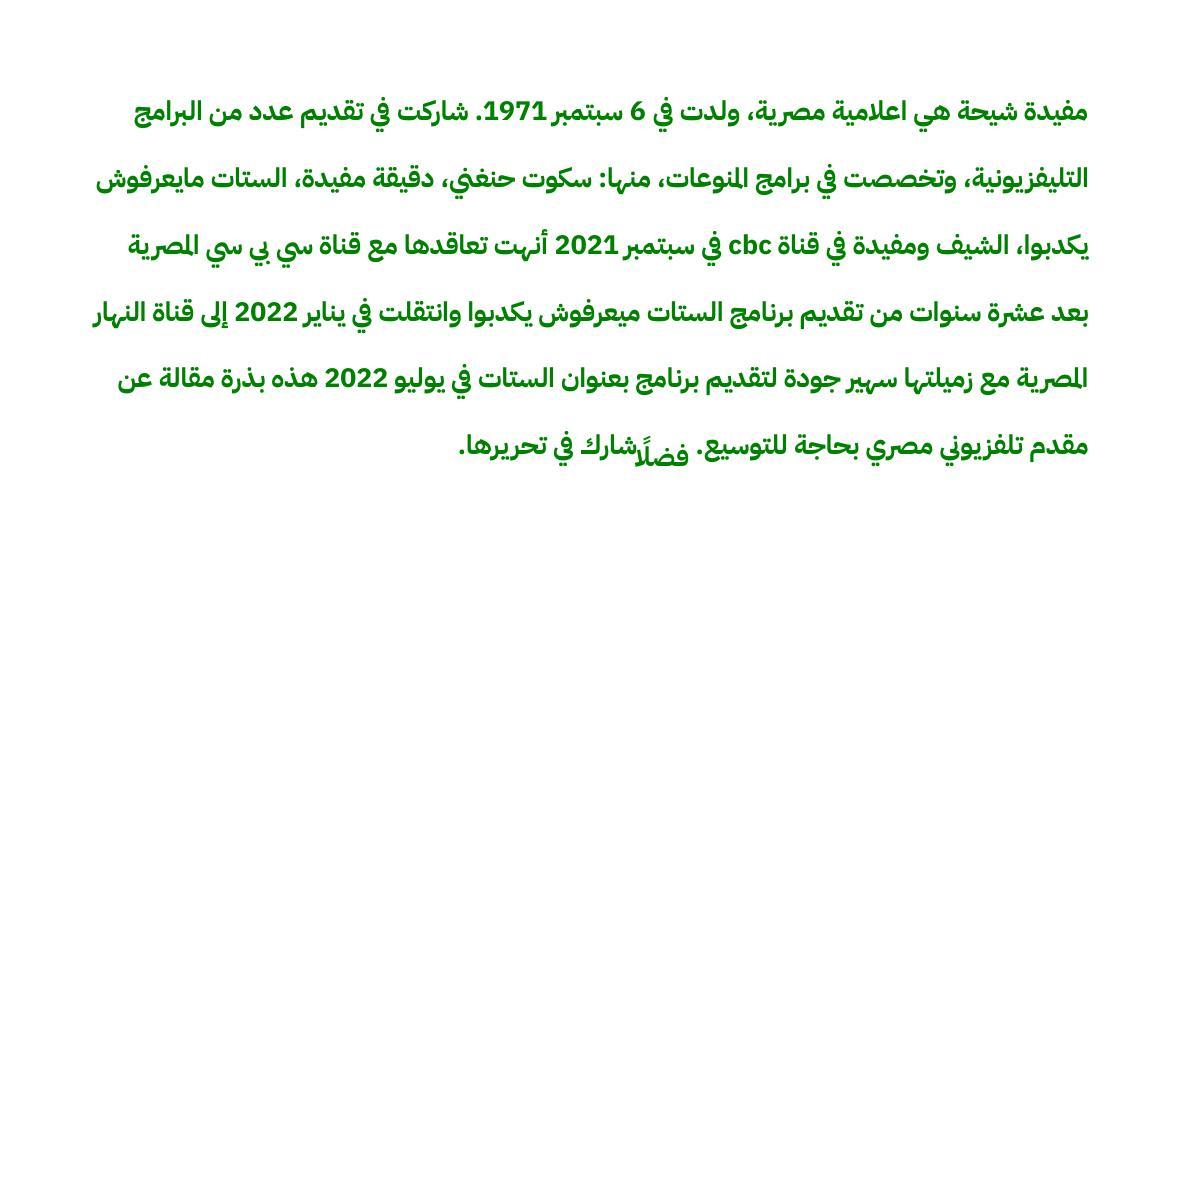 مفيدة شيحة هي اعلامية مصرية، ولدت في 6 سبتمبر 1971. شاركت في تقديم عدد من البرامج
التليفزيونية، وتخصصت في برامج المنوعات، منها: سكوت حنغني، دقيقة مفيدة، الستات مايعرفوش
يكدبوا، الشيف ومفيدة في قناة cbc في سبتمبر 2021 أنهت تعاقدها مع قناة سي بي سي المصرية
بعد عشرة سنوات من تقديم برنامج الستات ميعرفوش يكدبوا وانتقلت في يناير 2022 إلى قناة النهار
المصرية مع زميلتها سهير جودة لتقديم برنامج بعنوان الستات في يوليو 2022 هذه بذرة مقالة عن
مقدم تلفزيوني مصري بحاجة للتوسيع. فضلًا شارك في تحريرها.